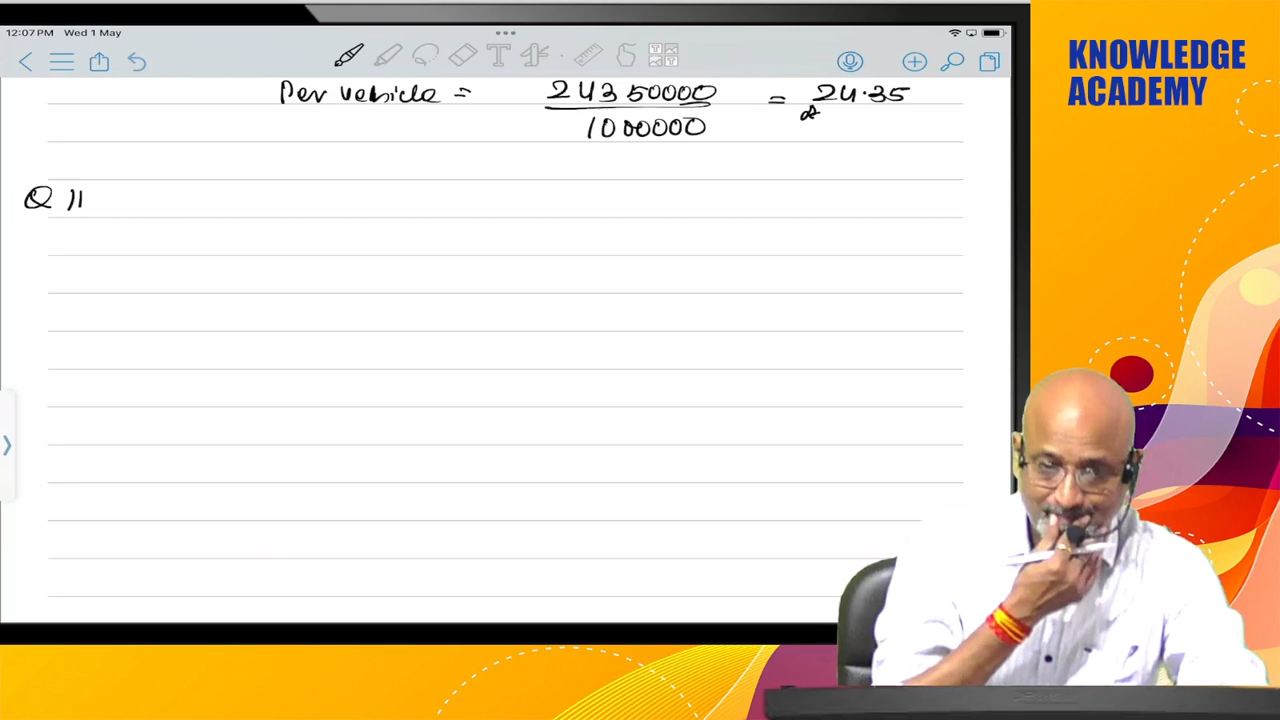 12:07 PM Wed 1 May
KNOWLEDGE
ACADEMY
T
Per vehicle = 24350000 = 24.35
1000000
Q 11